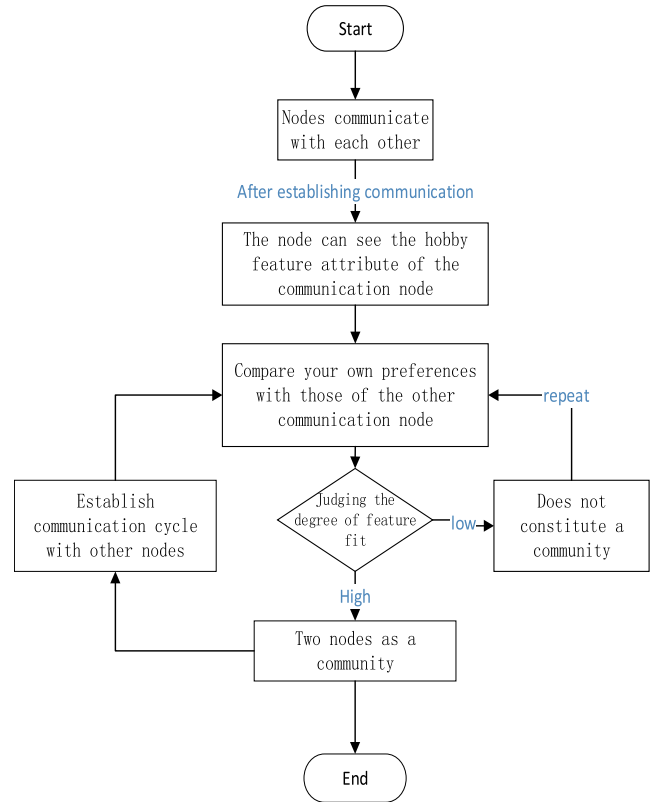 Start
Nodes communicate
with each other
After establishing communication
The node can see the hobby
feature attribute of the
communication node
Compare your own preferences
with those of the other
communication node
repeat
Establish
communication cycle
with other nodes
Judging the
degree of feature
fit
low
Does not
constitute a
community
High
Two nodes as a
community
End